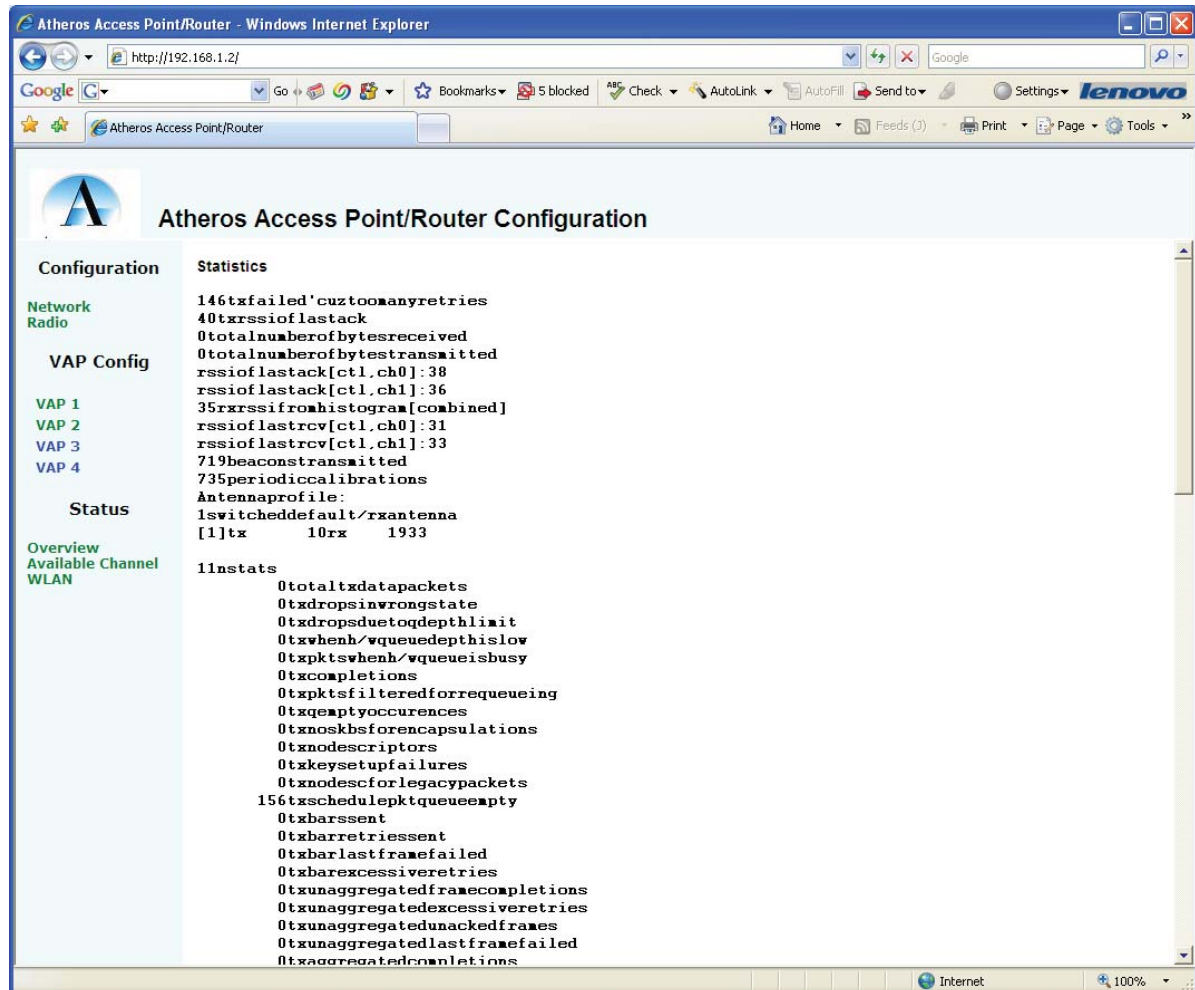 Atheros Access Point/Router - Windows Internet Explorer
http://192.168.1.2/
Google
Google G Go Bookmarks 5 blocked ABC Check AutoLink AutoFill Send to Settings lenovo
Atheros Access Point/Router Home Feeds (J) Print Page Tools »
A
Atheros Access Point/Router Configuration
Configuration
Network
Radio
VAP Config
VAP 1
VAP 2
VAP 3
VAP 4
Status
Overview
Available Channel
WLAN
Statistics
146txfailed'cuztoomanyretries
40txrssioflastack
0totalnumberofbytesreceived
0totalnumberofbytestransmitted
rssioflastack[ctl,ch0]:38
rssioflastack[ctl,ch1]:36
35rxrssifromhistogram[combined]
rssioflastrcv[ctl,ch0]:31
rssioflastrcv[ctl,ch1]:33
719beaconstransmitted
735periodiccalibrations
Antennaprofile:
1switcheddefault/rxantenna
[1]tx 10rx 1933
11nstats
0totaltxdatapackets
0txdropsinwrongstate
0txdropsduetoqdepthlimit
0txwhenh/wqueuedepthislow
0txpktswhenh/wqueueisbusy
0txcompletions
0txpktsfilteredforrequeueing
0txqemptyoccurences
0txnoskbsforencapsulations
0txnodescriptors
0txkeysetupfailures
0txnodescforlegacypackets
156txschedulepktqueueempty
0txbarssent
0txbarretriessent
0txbarlastframefailed
0txbarexcessiveretries
0txunaggregatedframecompletions
0txunaggregatedexcessiveretries
0txunaggregatedunackedframes
0txunaggregatedlastframefailed
0txaggregatedcompletions
Internet 100%